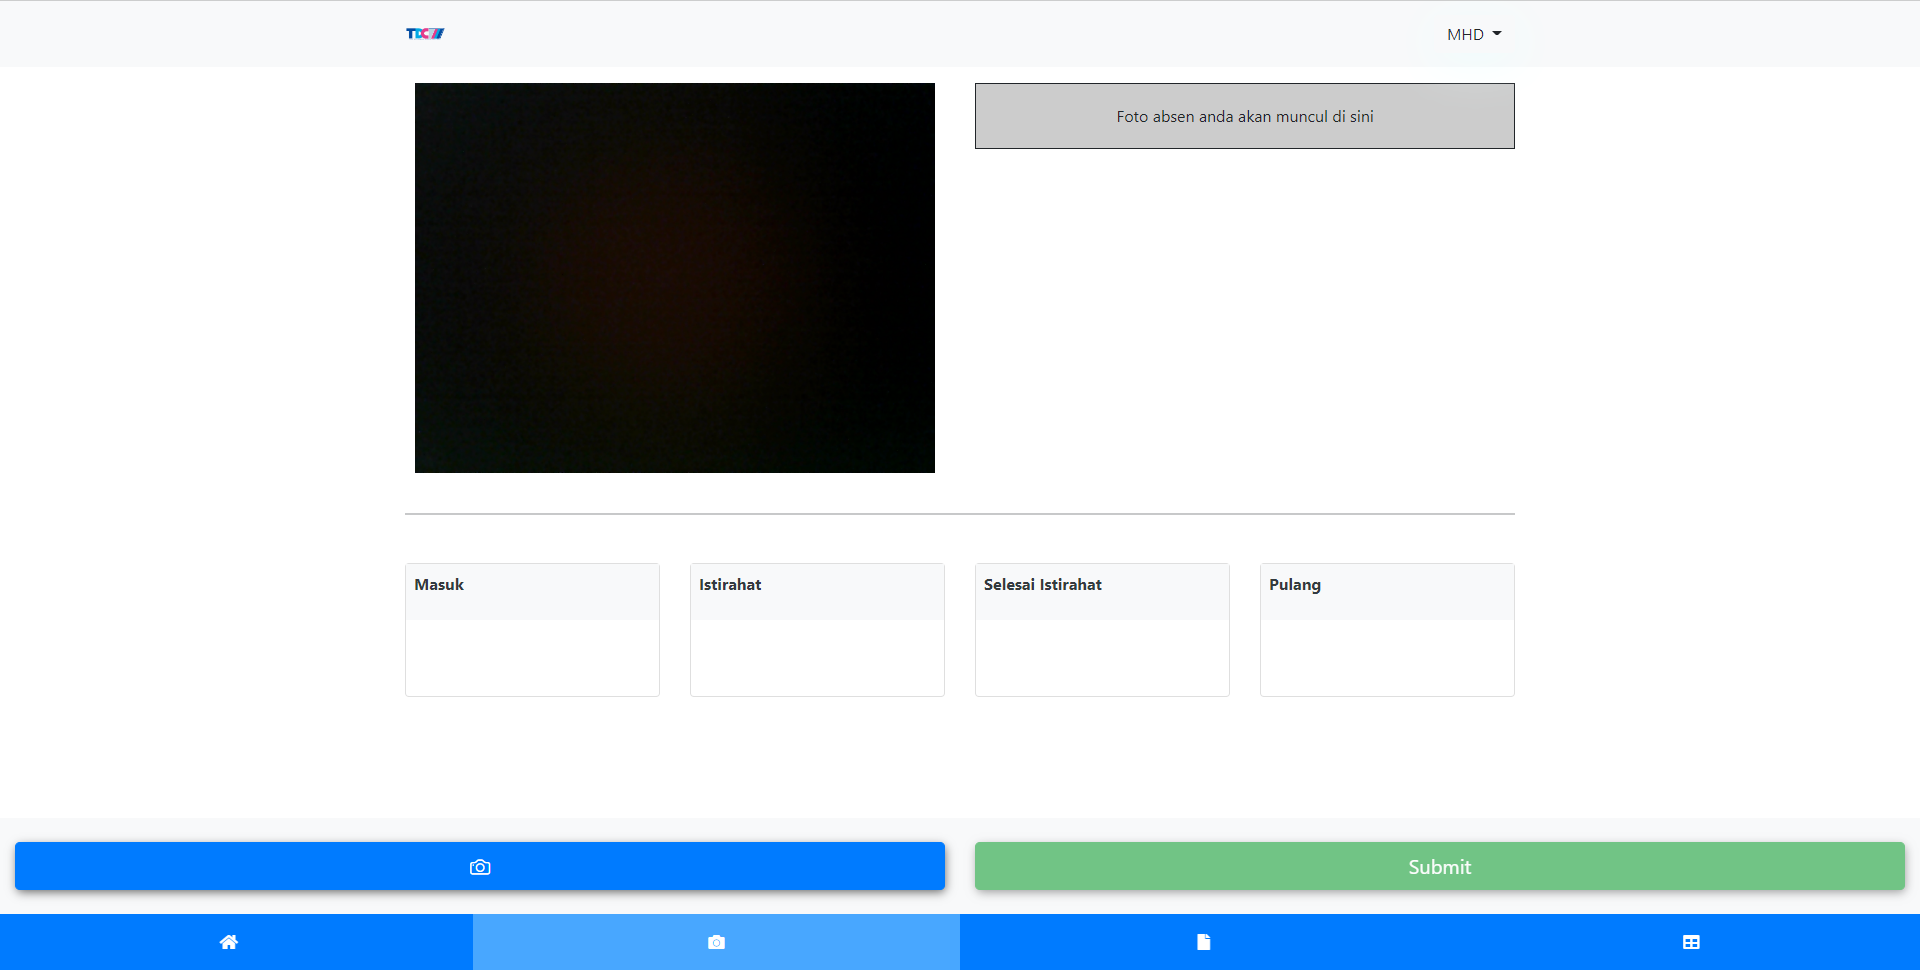 TDC
MHD
Foto absen anda akan muncul di sini
Masuk
Istirahat
Selesai Istirahat
Pulang
Submit